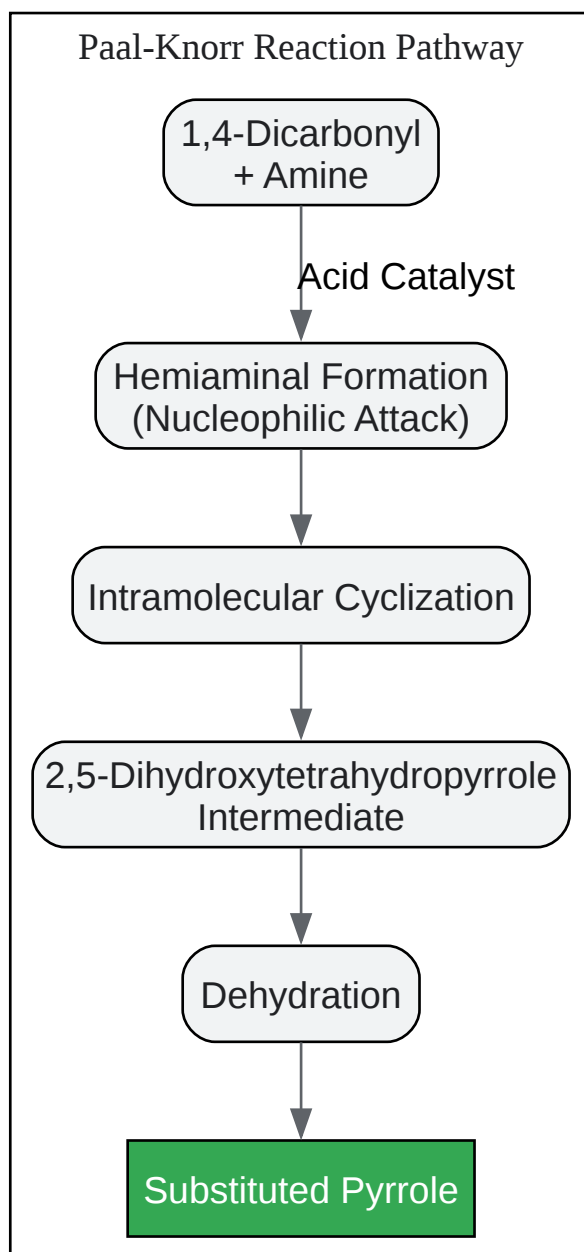 Paal-Knorr Reaction Pathway
1,4-Dicarbonyl
+ Amine
Acid Catalyst
Hemiaminal Formation
(Nucleophilic Attack)
Intramolecular Cyclization
2,5-Dihydroxytetrahydropyrrole
Intermediate
Dehydration
Substituted Pyrrole